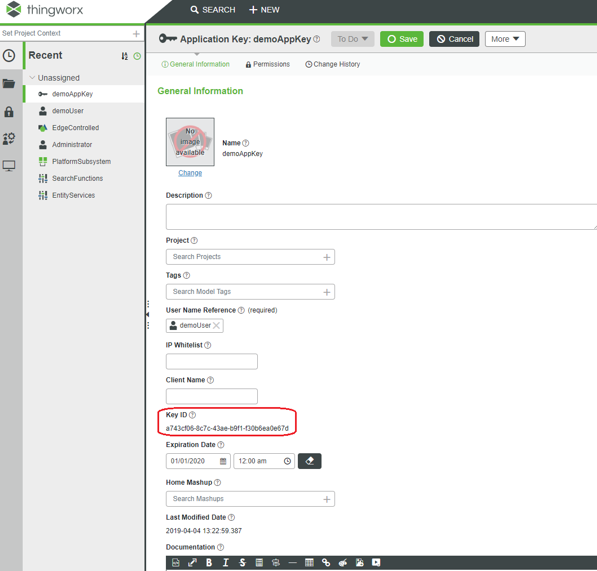 thingworx
SEARCH
NEW
Set Project Context
Recent
Unassigned
demoAppKey
demoUser
EdgeControlled
Administrator
PlatformSubsystem
SearchFunctions
EntityServices
Application Key: demoAppKey
To Do
Save
Cancel
More
General Information
Permissions
Change History
General Information
No
image
available
Change
Name
demoAppKey
Description
Project
Search Projects
Tags
Search Model Tags
User Name Reference (required)
demoUser
IP Whitelist
Client Name
Key ID
a743cf06-8c7c-43ae-b9f1-f30b6ea0e67d
Expiration Date
01/01/2020 12:00 am
Home Mashup
Search Mashups
Last Modified Date
2019-04-04 13:22:59.387
Documentation
B I S